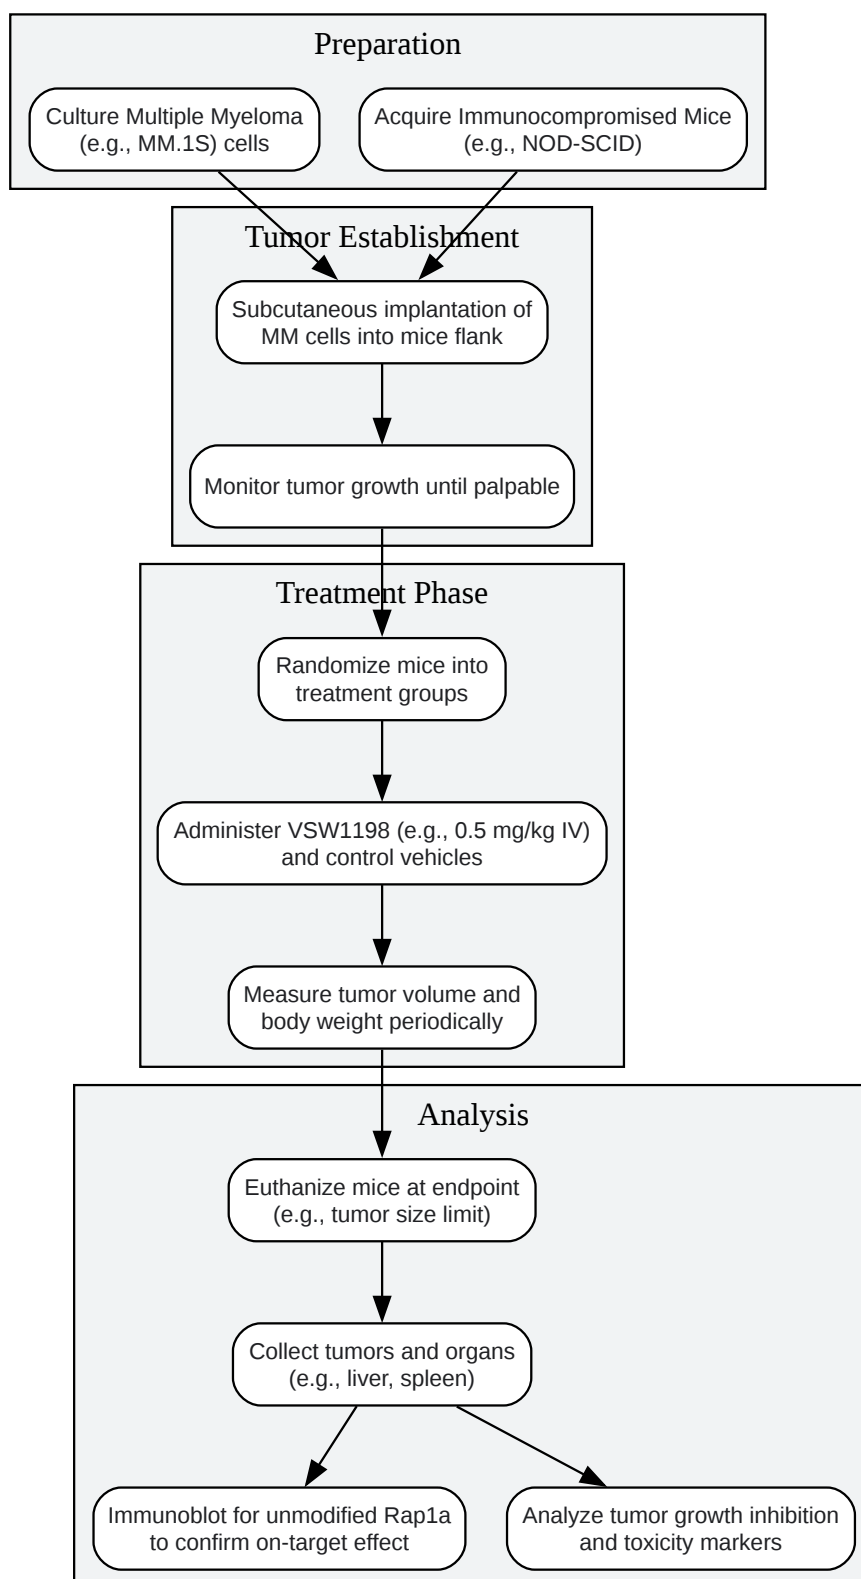 Preparation
Culture Multiple Myeloma
(e.g., MM.1S) cells
Acquire Immunocompromised Mice
(e.g., NOD-SCID)
Tumor Establishment
Subcutaneous implantation of
MM cells into mice flank
Monitor tumor growth until palpable
Treatment Phase
Randomize mice into
treatment groups
Administer VSW1198 (e.g., 0.5 mg/kg IV)
and control vehicles
Measure tumor volume and
body weight periodically
Analysis
Euthanize mice at endpoint
(e.g., tumor size limit)
Collect tumors and organs
(e.g., liver, spleen)
Immunoblot for unmodified Rap1a
to confirm on-target effect
Analyze tumor growth inhibition
and toxicity markers